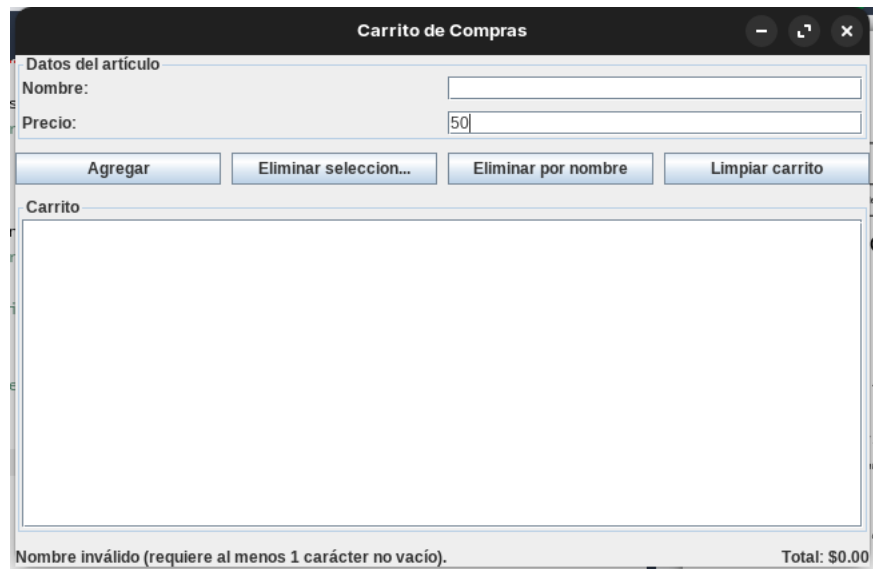 Carrito de Compras
Datos del artículo
Nombre:
Precio: 50
Agregar Eliminar seleccion... Eliminar por nombre Limpiar carrito
Carrito
Nombre inválido (requiere al menos 1 carácter no vacío). Total: $0.00